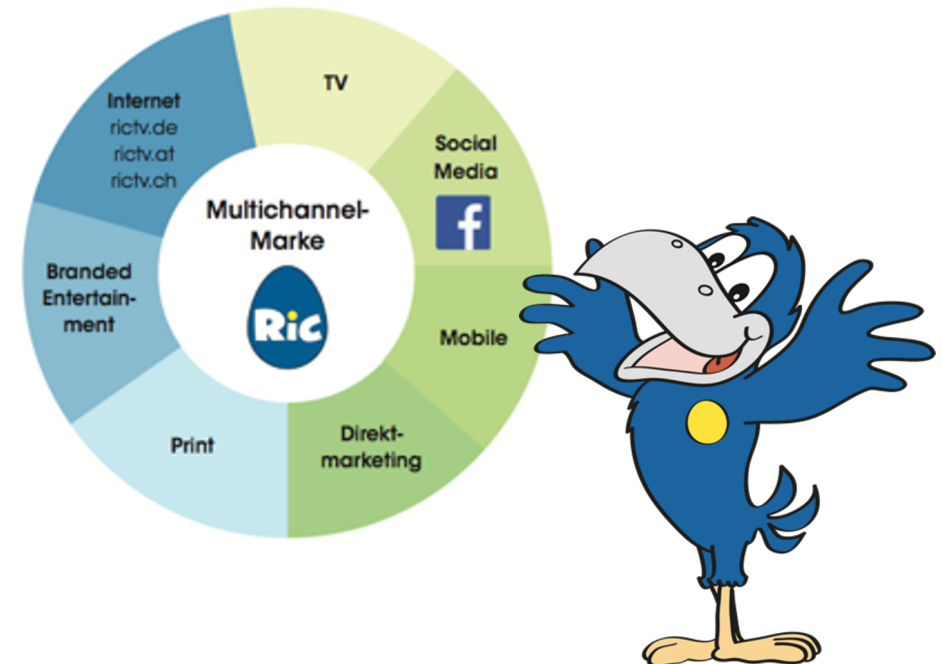 TV
Social
Media
f
Mobile
Direkt-
marketing
Print
Branded
Entertain-
ment
Internet
rictv.de
rictv.at
rictv.ch
Multichannel-
Marke
Ric